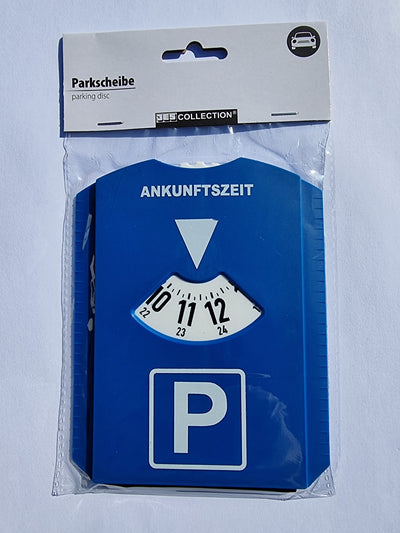 Parkscheibe
parking disc
JES COLLECTION®
ANKUNFTSZEIT
10 11 12
22 23 24
P